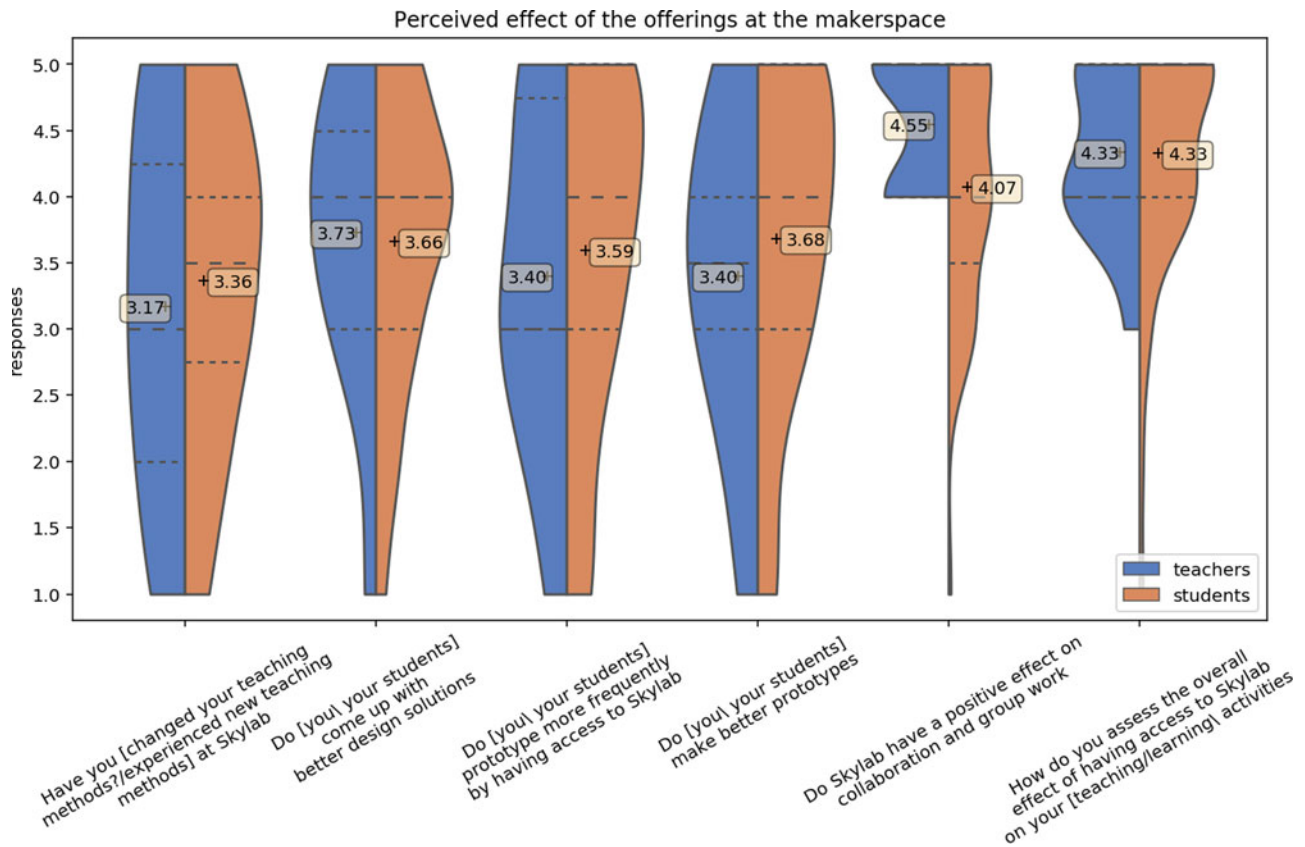 Perceived effect of the offerings at the makerspace
responses
5.0
4.5
4.0
3.5
3.0
2.5
2.0
1.5
1.0
3.17
3.36
3.73
3.66
3.40
3.59
3.40
3.68
4.55
4.07
4.33
4.33
teachers
students
Have you [changed your teaching
methods?/experienced new teaching
methods] at Skylab
Do [you\ your students]
come up with
better design solutions
Do [you\ your students]
prototype more frequently
by having access to Skylab
Do [you\ your students]
make better prototypes
Do Skylab have a positive effect on
collaboration and group work
How do you assess the overall
effect of having access to Skylab
on your [teaching/learning\ activities